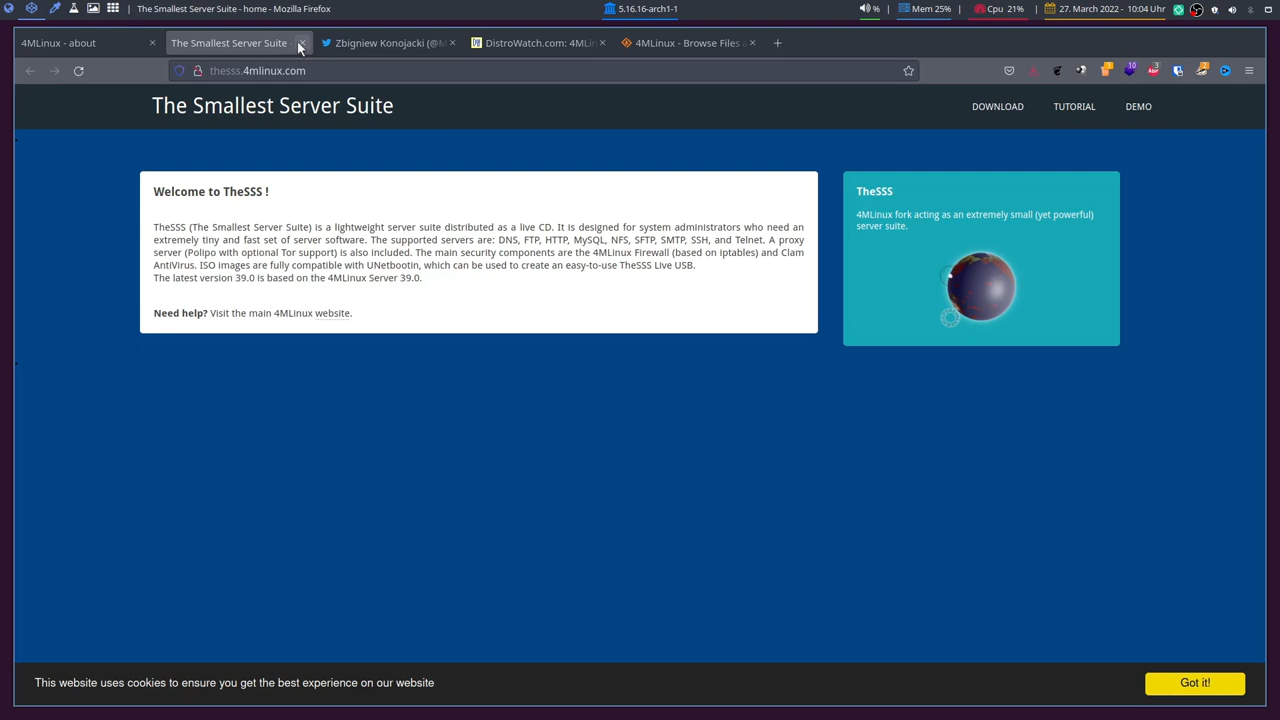 The Smallest Server Suite - home - Mozilla Firefox
5.15.16-arch1-1
%
Mem 25%
Cpu 21%
27. March 2022 - 10:04 Uhr
4MLinux - about
The Smallest Server Suite
Zbigniew Konojacki (@M
DistroWatch.com: 4MLin
4MLinux - Browse Files a
thesss.4mlinux.com
1
10
3
2
The Smallest Server Suite
DOWNLOAD
TUTORIAL
DEMO
Welcome to TheSSS !
TheSSS (The Smallest Server Suite) is a lightweight server suite distributed as a live CD. It is designed for system administrators who need an
extremely tiny and fast set of server software. The supported servers are: DNS, FTP, HTTP, MySQL, NFS, SFTP, SMTP, SSH, and Telnet. A proxy
server (Polipo with optional Tor support) is also included. The main security components are the 4MLinux Firewall (based on iptables) and Clam
AntiVirus. ISO images are fully compatible with UNetbootin, which can be used to create an easy-to-use TheSSS Live USB.
The latest version 39.0 is based on the 4MLinux Server 39.0.
Need help? Visit the main 4MLinux website.
TheSSS
4MLinux fork acting as an extremely small (yet powerful)
server suite.
This website uses cookies to ensure you get the best experience on our website
Got it!